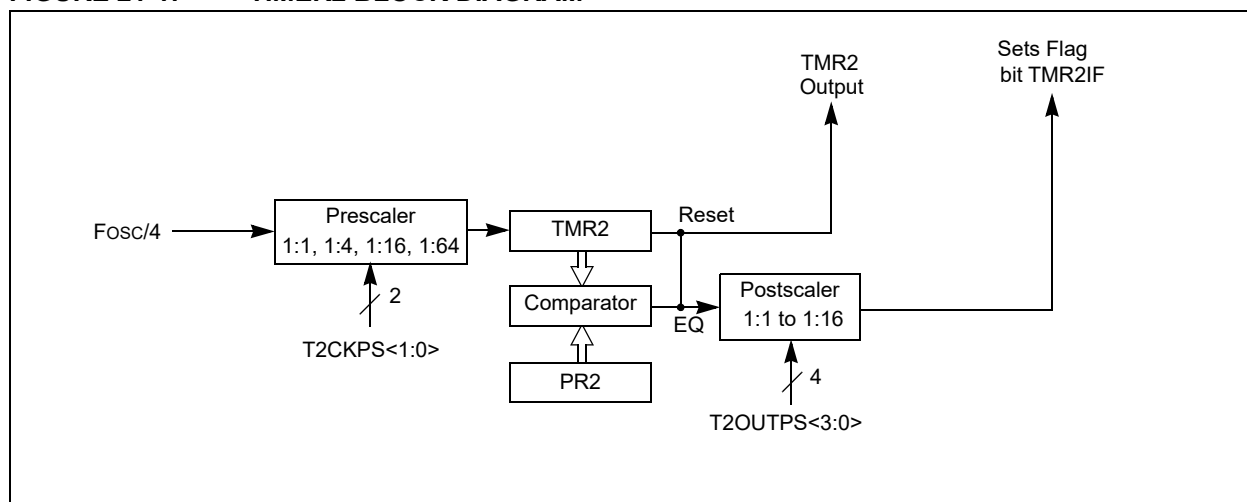 TMR2
Output
Sets Flag
bit TMR2IF
Fosc/4
Prescaler
1:1, 1:4, 1:16, 1:64
2
T2CKPS<1:0>
TMR2
Reset
Comparator
EQ
PR2
Postscaler
1:1 to 1:16
4
T2OUTPS<3:0>